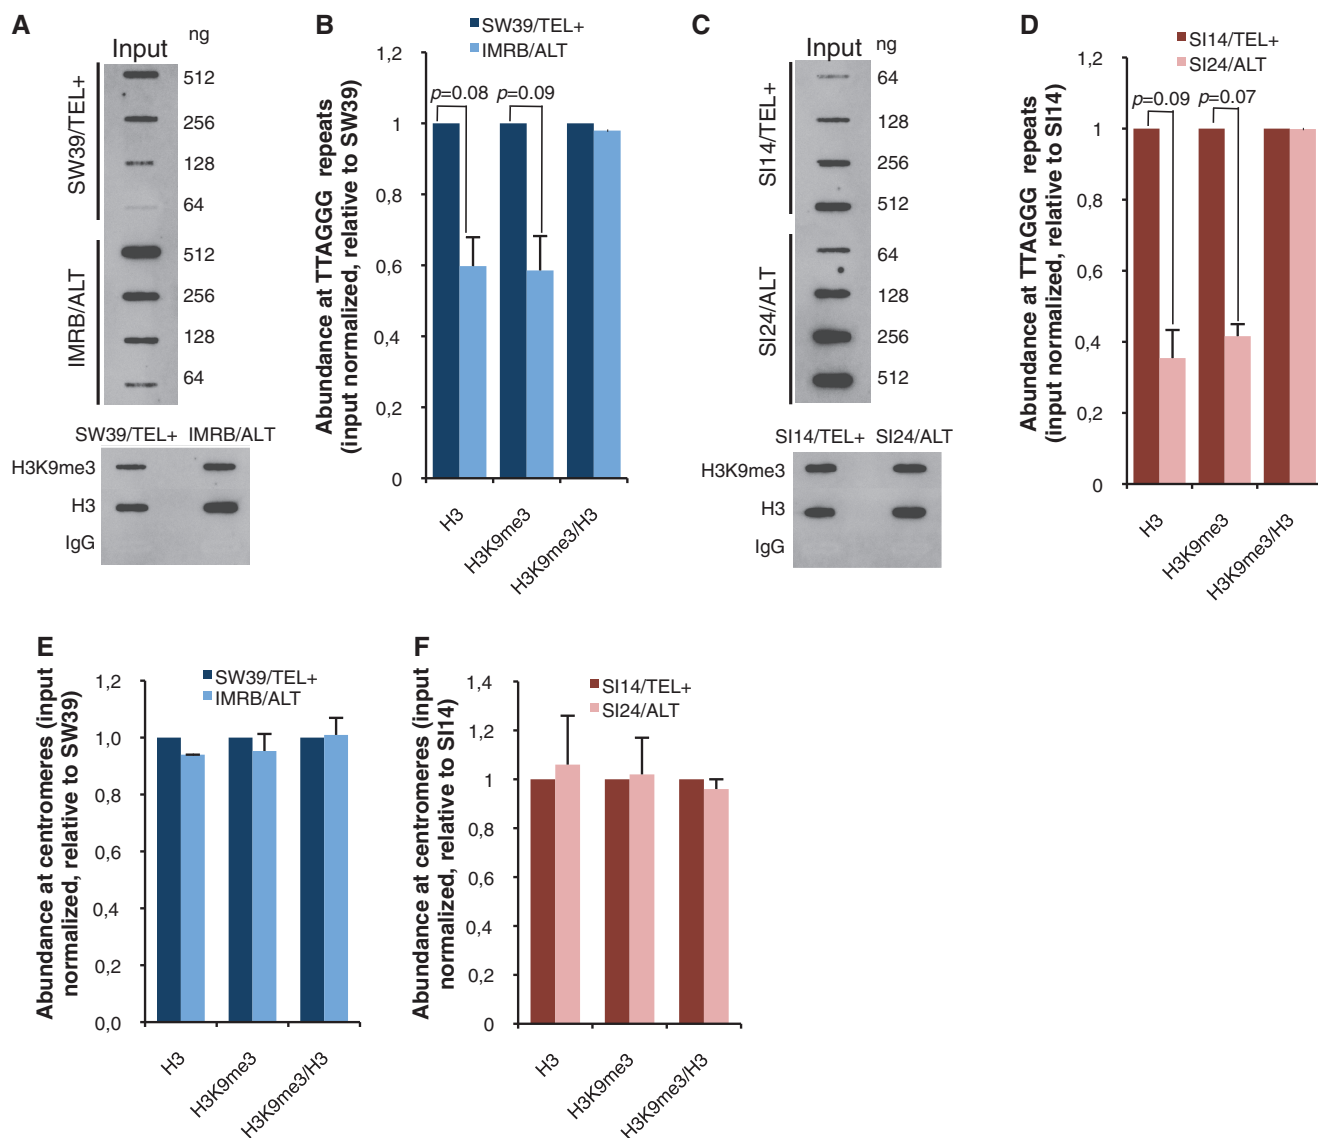 A
Input
ng
SW39/TEL+
512
256
128
64
IMRB/ALT
512
256
128
64
SW39/TEL+ IMRB/ALT
H3K9me3
H3
IgG
B
SW39/TEL+
IMRB/ALT
Abundance at TTAGGG repeats
(input normalized, relative to SW39)
1,2
1
0,8
0,6
0,4
0,2
0
p=0.08
p=0.09
H3
H3K9me3
H3K9me3/H3
C
Input
ng
SI14/TEL+
64
128
256
512
SI24/ALT
64
128
256
512
SI14/TEL+ SI24/ALT
H3K9me3
H3
IgG
D
SI14/TEL+
SI24/ALT
Abundance at TTAGGG repeats
(input normalized, relative to SI14)
1,2
1
0,8
0,6
0,4
0,2
0
p=0.09
p=0.07
H3
H3K9me3
H3K9me3/H3
E
SW39/TEL+
IMRB/ALT
Abundance at centromeres (input
normalized, relative to SW39)
1,2
1,0
0,8
0,6
0,4
0,2
0,0
H3
H3K9me3
H3K9me3/H3
F
SI14/TEL+
SI24/ALT
Abundance at centromeres (input
normalized, relative to SI14)
1,4
1,2
1
0,8
0,6
0,4
0,2
0
H3
H3K9me3
H3K9me3/H3